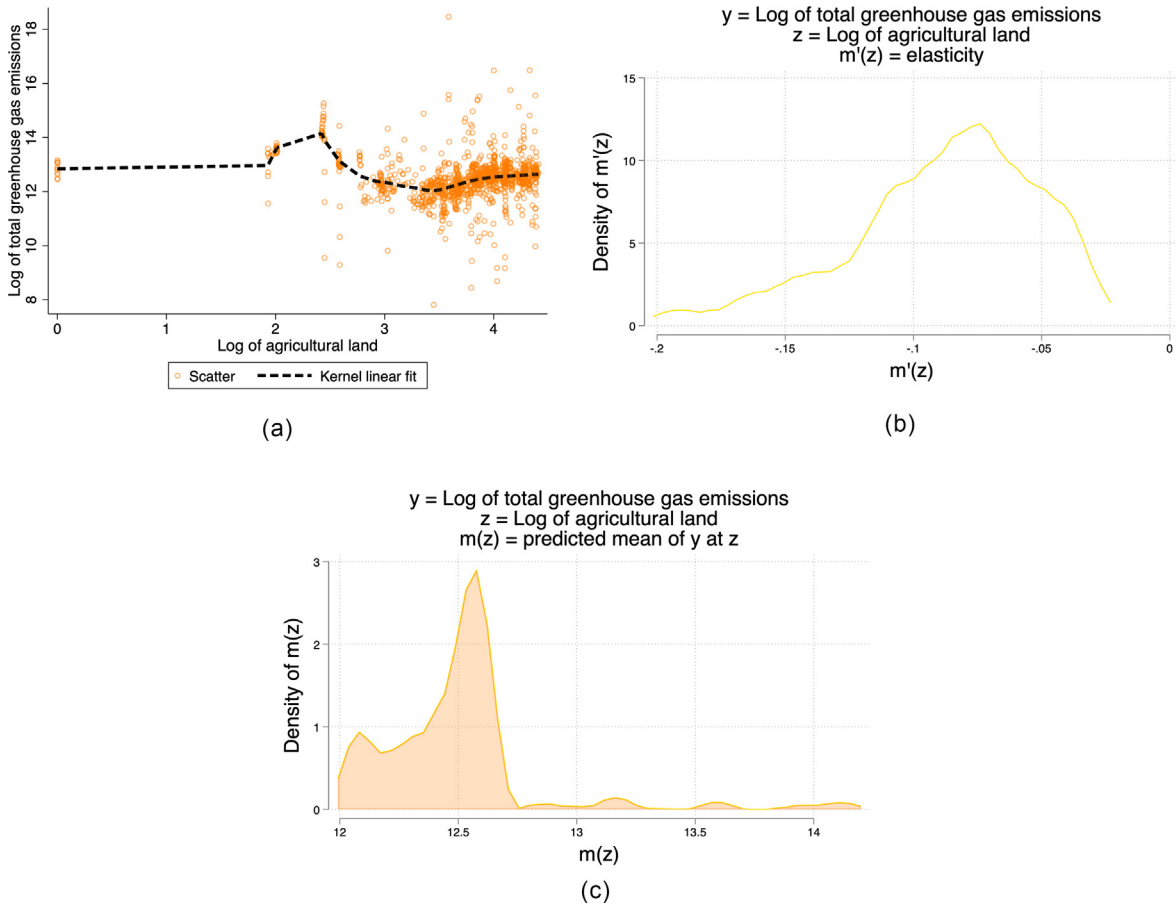 Log of total greenhouse gas emissions
18
16
14
12
10
8
0
1
2
3
4
Log of agricultural land
Scatter
Kernel linear fit
(a)
y = Log of total greenhouse gas emissions
z = Log of agricultural land
m'(z) = elasticity
Density of m'(z)
15
10
5
0
-.2
-.15
-.1
-.05
0
m'(z)
(b)
y = Log of total greenhouse gas emissions
z = Log of agricultural land
m(z) = predicted mean of y at z
Density of m(z)
3
2
1
0
12
12.5
13
13.5
14
m(z)
(c)